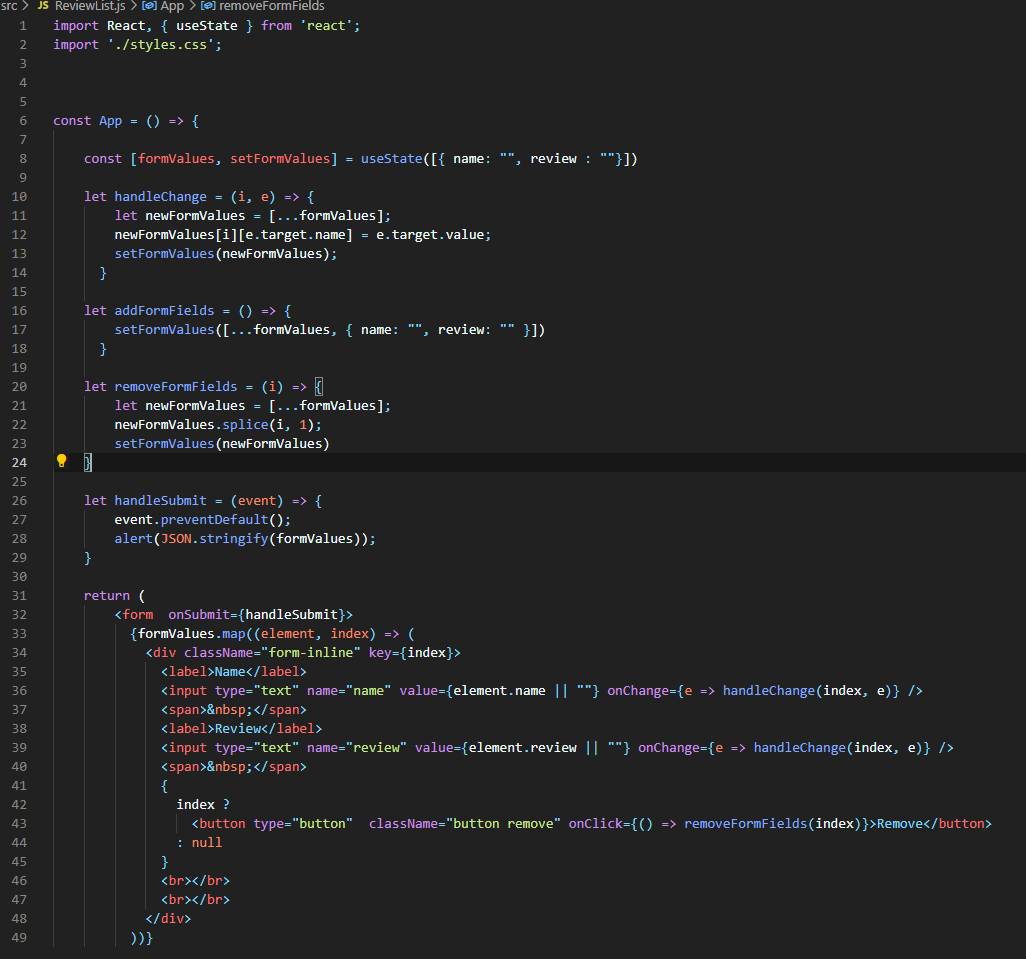 src > JS ReviewList.js > App > removeFormFields
1 import React, { useState } from 'react';
2 import './styles.css';
3
4
5
6 const App = () => {
7
8     const [formValues, setFormValues] = useState([{ name: "", review : ""}])
9
10     let handleChange = (i, e) => {
11         let newFormValues = [...formValues];
12         newFormValues[i][e.target.name] = e.target.value;
13         setFormValues(newFormValues);
14       }
15
16     let addFormFields = () => {
17         setFormValues([...formValues, { name: "", review: "" }])
18       }
19
20     let removeFormFields = (i) => {
21         let newFormValues = [...formValues];
22         newFormValues.splice(i, 1);
23         setFormValues(newFormValues)
24     }
25
26     let handleSubmit = (event) => {
27         event.preventDefault();
28         alert(JSON.stringify(formValues));
29     }
30
31     return (
32         <form  onSubmit={handleSubmit}>
33           {formValues.map((element, index) => (
34             <div className="form-inline" key={index}>
35               <label>Name</label>
36               <input type="text" name="name" value={element.name || ""} onChange={e => handleChange(index, e)} />
37               <span>&nbsp;</span>
38               <label>Review</label>
39               <input type="text" name="review" value={element.review || ""} onChange={e => handleChange(index, e)} />
40               <span>&nbsp;</span>
41               {
42                 index ?
43                   <button type="button"  className="button remove" onClick={() => removeFormFields(index)}>Remove</button>
44                 : null
45               }
46               <br></br>
47               <br></br>
48             </div>
49           ))}